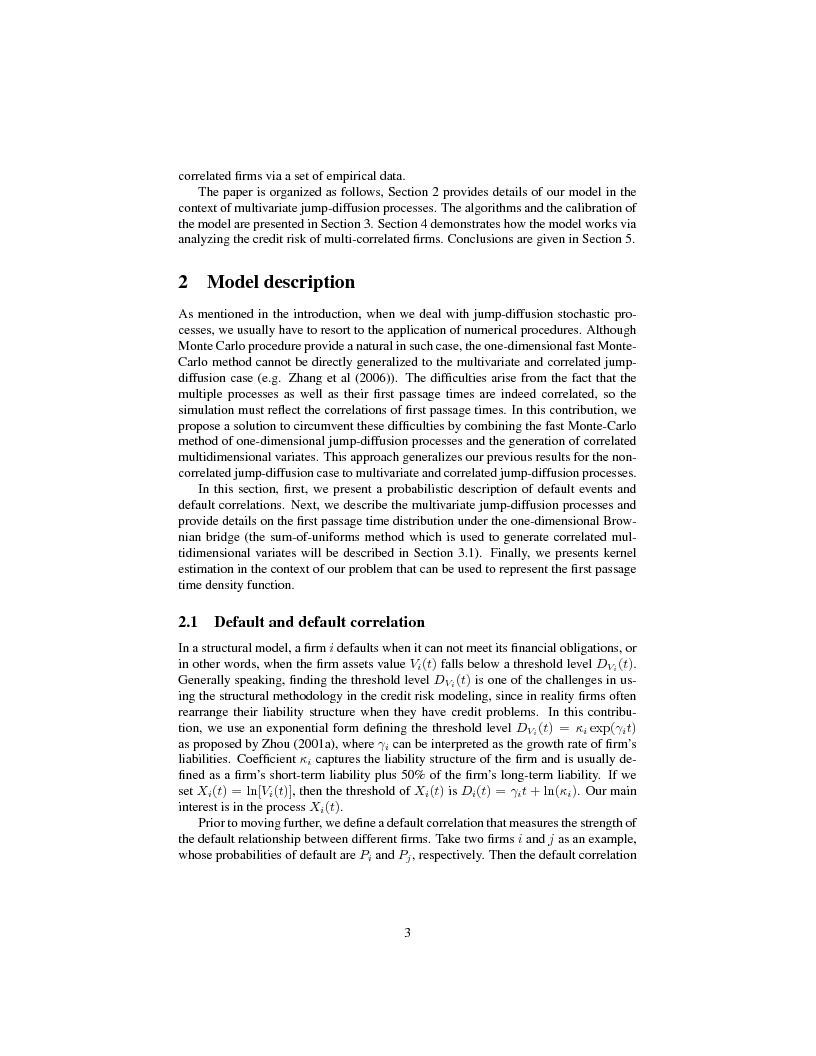 correlated firms via a set of empirical data.
The paper is organized as follows, Section 2 provides details of our model in the
context of multivariate jump-diffusion processes. The algorithms and the calibration of
the model are presented in Section 3. Section 4 demonstrates how the model works via
analyzing the credit risk of multi-correlated firms. Conclusions are given in Section 5.
2 Model description
As mentioned in the introduction, when we deal with jump-diffusion stochastic pro-
cesses, we usually have to resort to the application of numerical procedures. Although
Monte Carlo procedure provide a natural in such case, the one-dimensional fast Monte-
Carlo method cannot be directly generalized to the multivariate and correlated jump-
diffusion case (e.g. Zhang et al (2006)). The difficulties arise from the fact that the
multiple processes as well as their first passage times are indeed correlated, so the
simulation must reflect the correlations of first passage times. In this contribution, we
propose a solution to circumvent these difficulties by combining the fast Monte-Carlo
method of one-dimensional jump-diffusion processes and the generation of correlated
multidimensional variates. This approach generalizes our previous results for the non-
correlated jump-diffusion case to multivariate and correlated jump-diffusion processes.
In this section, first, we present a probabilistic description of default events and
default correlations. Next, we describe the multivariate jump-diffusion processes and
provide details on the first passage time distribution under the one-dimensional Brow-
nian bridge (the sum-of-uniforms method which is used to generate correlated mul-
tidimensional variates will be described in Section 3.1). Finally, we presents kernel
estimation in the context of our problem that can be used to represent the first passage
time density function.
2.1 Default and default correlation
In a structural model, a firm i defaults when it can not meet its financial obligations, or
in other words, when the firm assets value V_i(t) falls below a threshold level D_{V_i}(t).
Generally speaking, finding the threshold level D_{V_i}(t) is one of the challenges in us-
ing the structural methodology in the credit risk modeling, since in reality firms often
rearrange their liability structure when they have credit problems. In this contribu-
tion, we use an exponential form defining the threshold level D_{V_i}(t) = κ_i exp(γ_i t)
as proposed by Zhou (2001a), where γ_i can be interpreted as the growth rate of firm's
liabilities. Coefficient κ_i captures the liability structure of the firm and is usually de-
fined as a firm's short-term liability plus 50% of the firm's long-term liability. If we
set X_i(t) = ln[V_i(t)], then the threshold of X_i(t) is D_i(t) = γ_i t + ln(κ_i). Our main
interest is in the process X_i(t).
Prior to moving further, we define a default correlation that measures the strength of
the default relationship between different firms. Take two firms i and j as an example,
whose probabilities of default are P_i and P_j, respectively. Then the default correlation
3